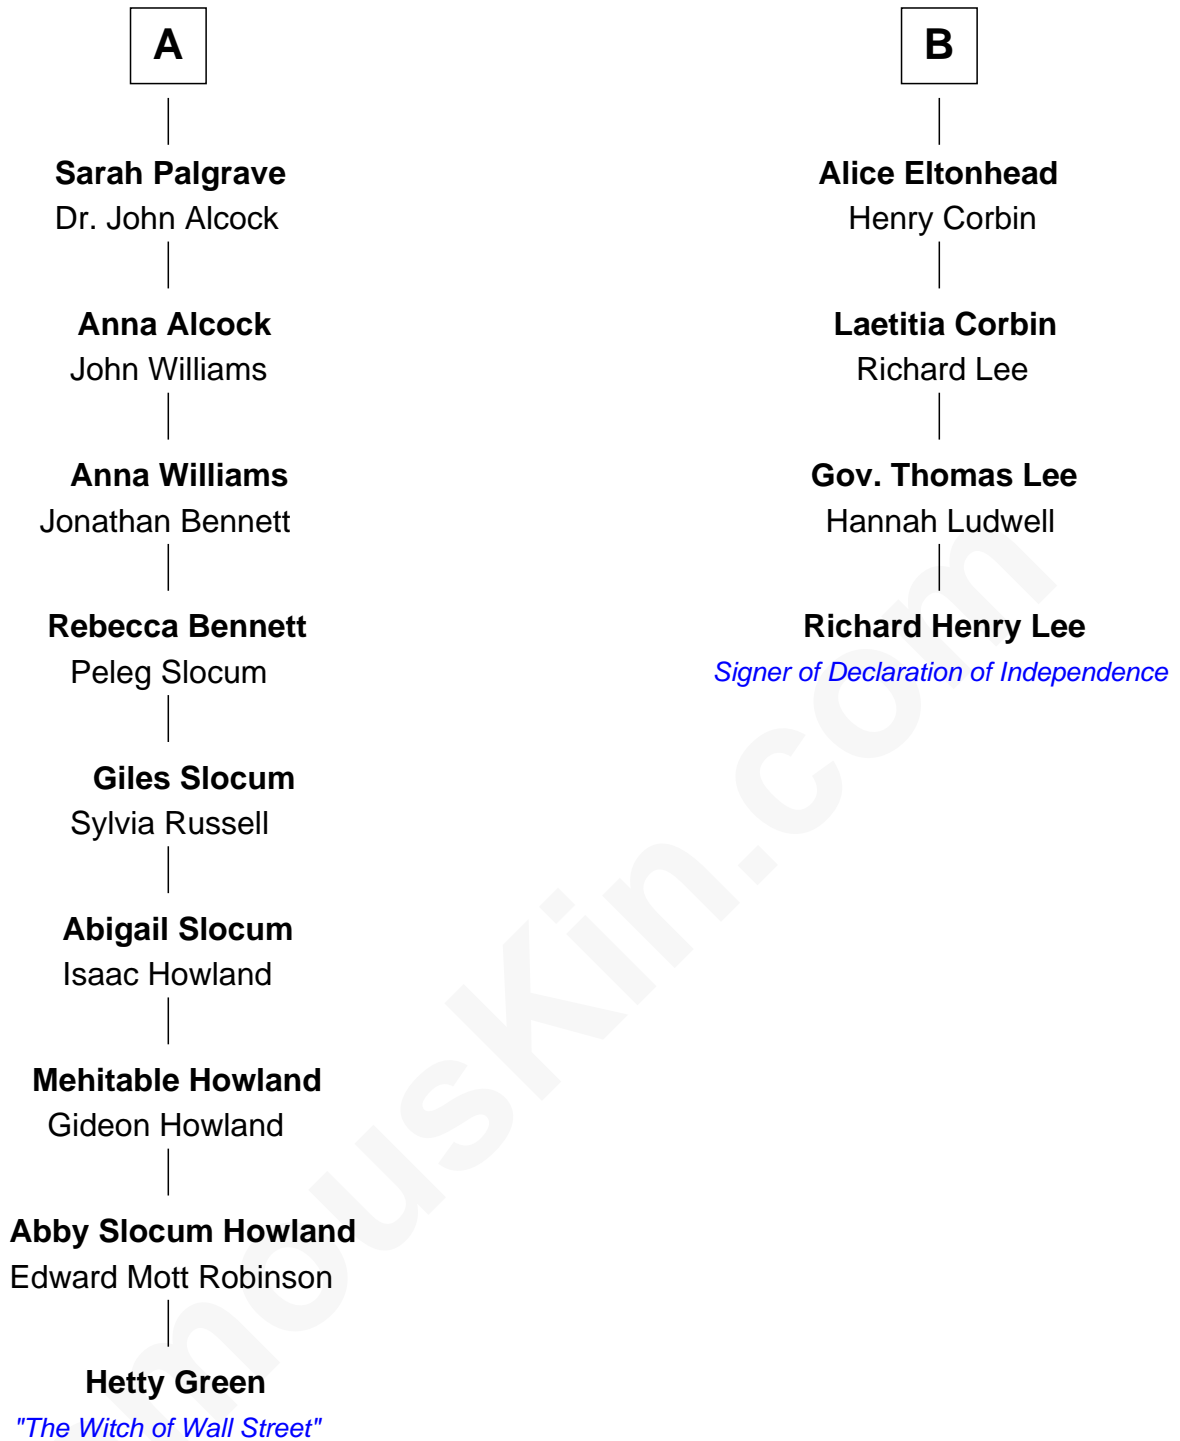 A
Sarah Palgrave
Dr. John Alcock
Anna Alcock
John Williams
Anna Williams
Jonathan Bennett
Rebecca Bennett
Peleg Slocum
Giles Slocum
Sylvia Russell
Abigail Slocum
Isaac Howland
Mehitable Howland
Gideon Howland
Abby Slocum Howland
Edward Mott Robinson
Hetty Green
"The Witch of Wall Street"
B
Alice Eltonhead
Henry Corbin
Laetitia Corbin
Richard Lee
Gov. Thomas Lee
Hannah Ludwell
Richard Henry Lee
Signer of Declaration of Independence
mouskin.com